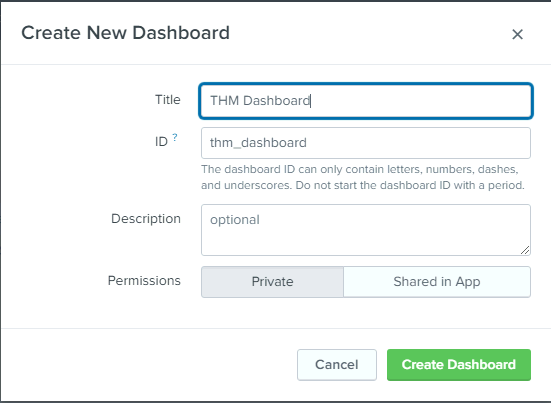 Create New Dashboard
×
Title
THM Dashboard
ID ?
thm_dashboard
The dashboard ID can only contain letters, numbers, dashes,
and underscores. Do not start the dashboard ID with a period.
Description
optional
Permissions
Private
Shared in App
Cancel
Create Dashboard